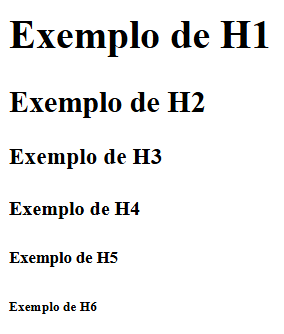 Exemplo de H1
Exemplo de H2
Exemplo de H3
Exemplo de H4
Exemplo de H5
Exemplo de H6